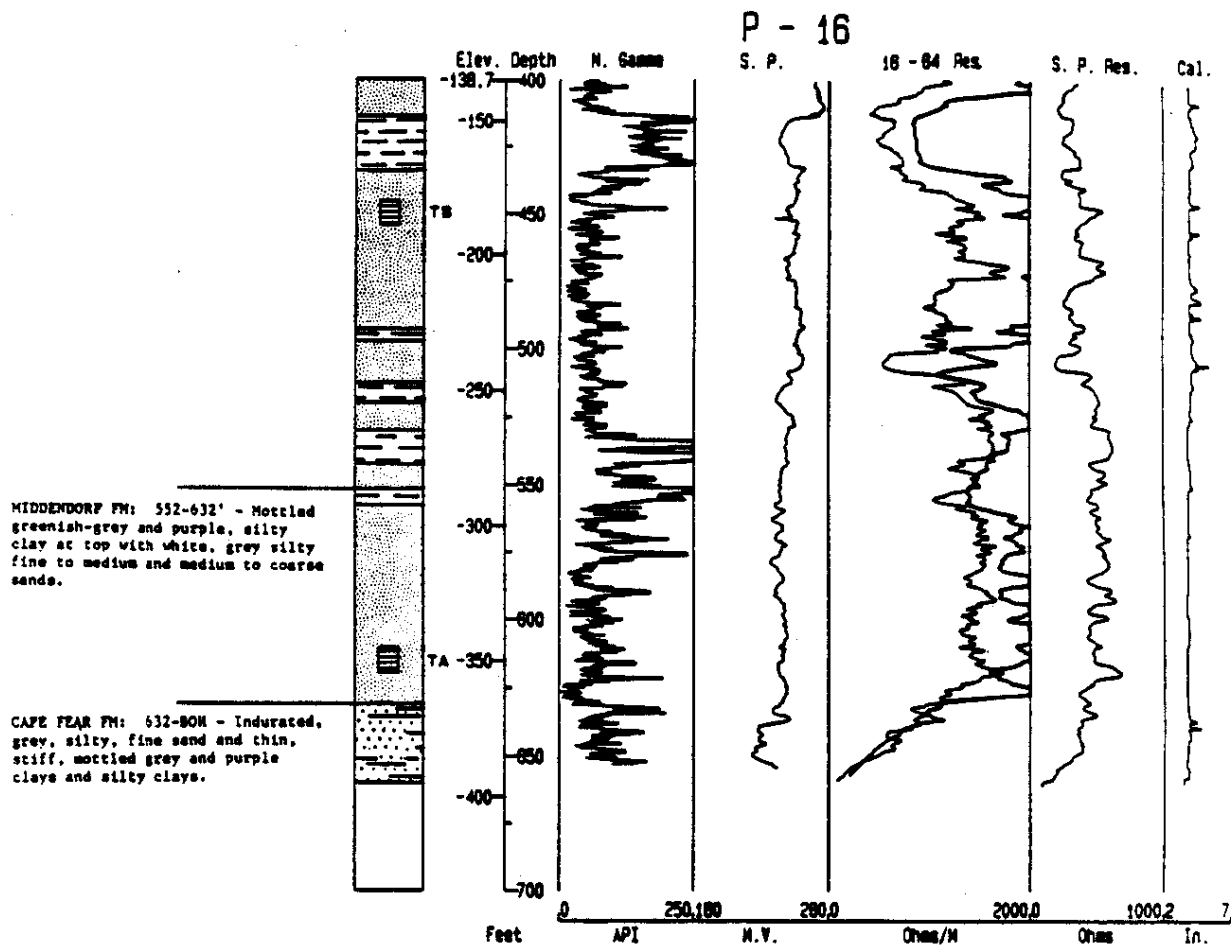 P - 16
Elev. Depth N. Gamma S. P. 16 -64 Res. S. P. Res. Cal.
-138.7 400
-150
TB 450
-200
500
-250
550
MIDDENDORF FM: 552-632' - Mottled
greenish-grey and purple, silty
clay at top with white, grey silty
fine to medium and medium to coarse
sands.
-300
600
TA -350
CAPE FEAR FM: 632-BOH - Indurated,
grey, silty, fine sand and thin,
stiff, mottled grey and purple
clays and silty clays.
650
-400
700
0 250,180 280,0 2000,0 1000,2 7
Feet API M.V. Ohms/M Ohms In.